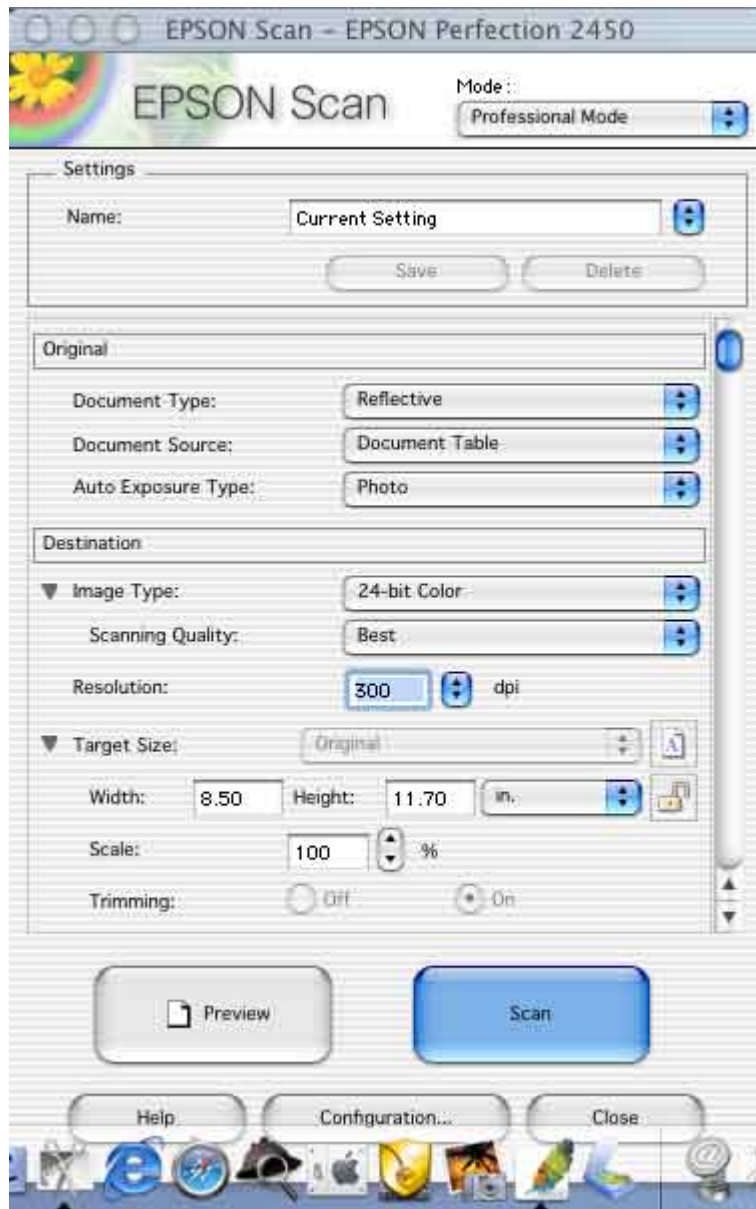 EPSON Scan - EPSON Perfection 2450
EPSON Scan
Mode :
Professional Mode
Settings
Name: Current Setting
Save Delete
Original
Document Type: Reflective
Document Source: Document Table
Auto Exposure Type: Photo
Destination
Image Type: 24-bit Color
Scanning Quality: Best
Resolution: 300 dpi
Target Size: Original A
Width: 8.50 Height: 11.70 in.
Scale: 100 %
Trimming: Off On
Preview Scan
Help Configuration... Close